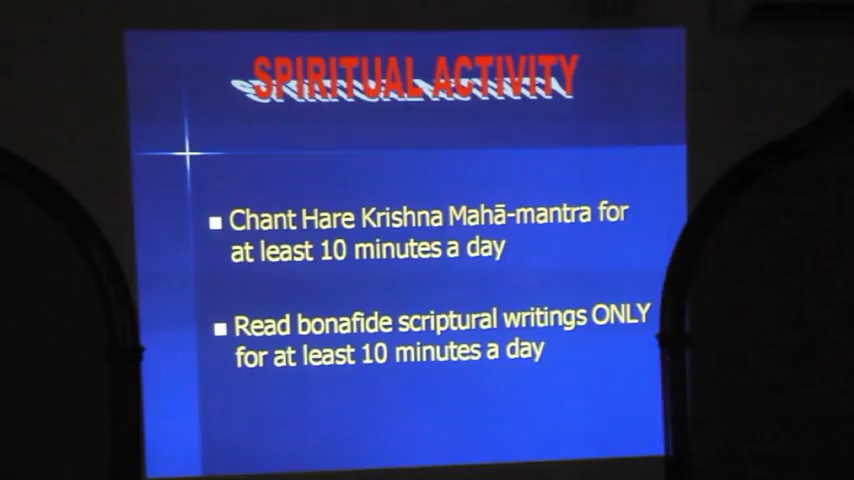 SPIRITUAL ACTIVITY
Chant Hare Krishna Mahā-mantra for
at least 10 minutes a day
Read bonafide scriptural writings ONLY
for at least 10 minutes a day